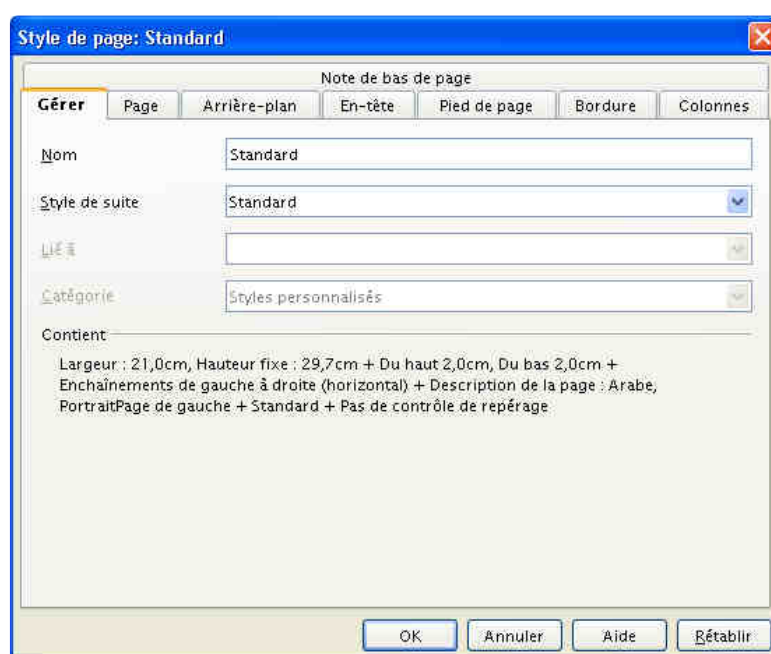 Style de page: Standard
Note de bas de page
Gérer Page Arrière-plan En-tête Pied de page Bordure Colonnes
Nom Standard
Style de suite Standard
Lié à
Catégorie Styles personnalisés
Contient
Largeur : 21,0cm, Hauteur fixe : 29,7cm + Du haut 2,0cm, Du bas 2,0cm +
Enchaînements de gauche à droite (horizontal) + Description de la page : Arabe,
PortraitPage de gauche + Standard + Pas de contrôle de repérage
OK Annuler Aide Rétablir